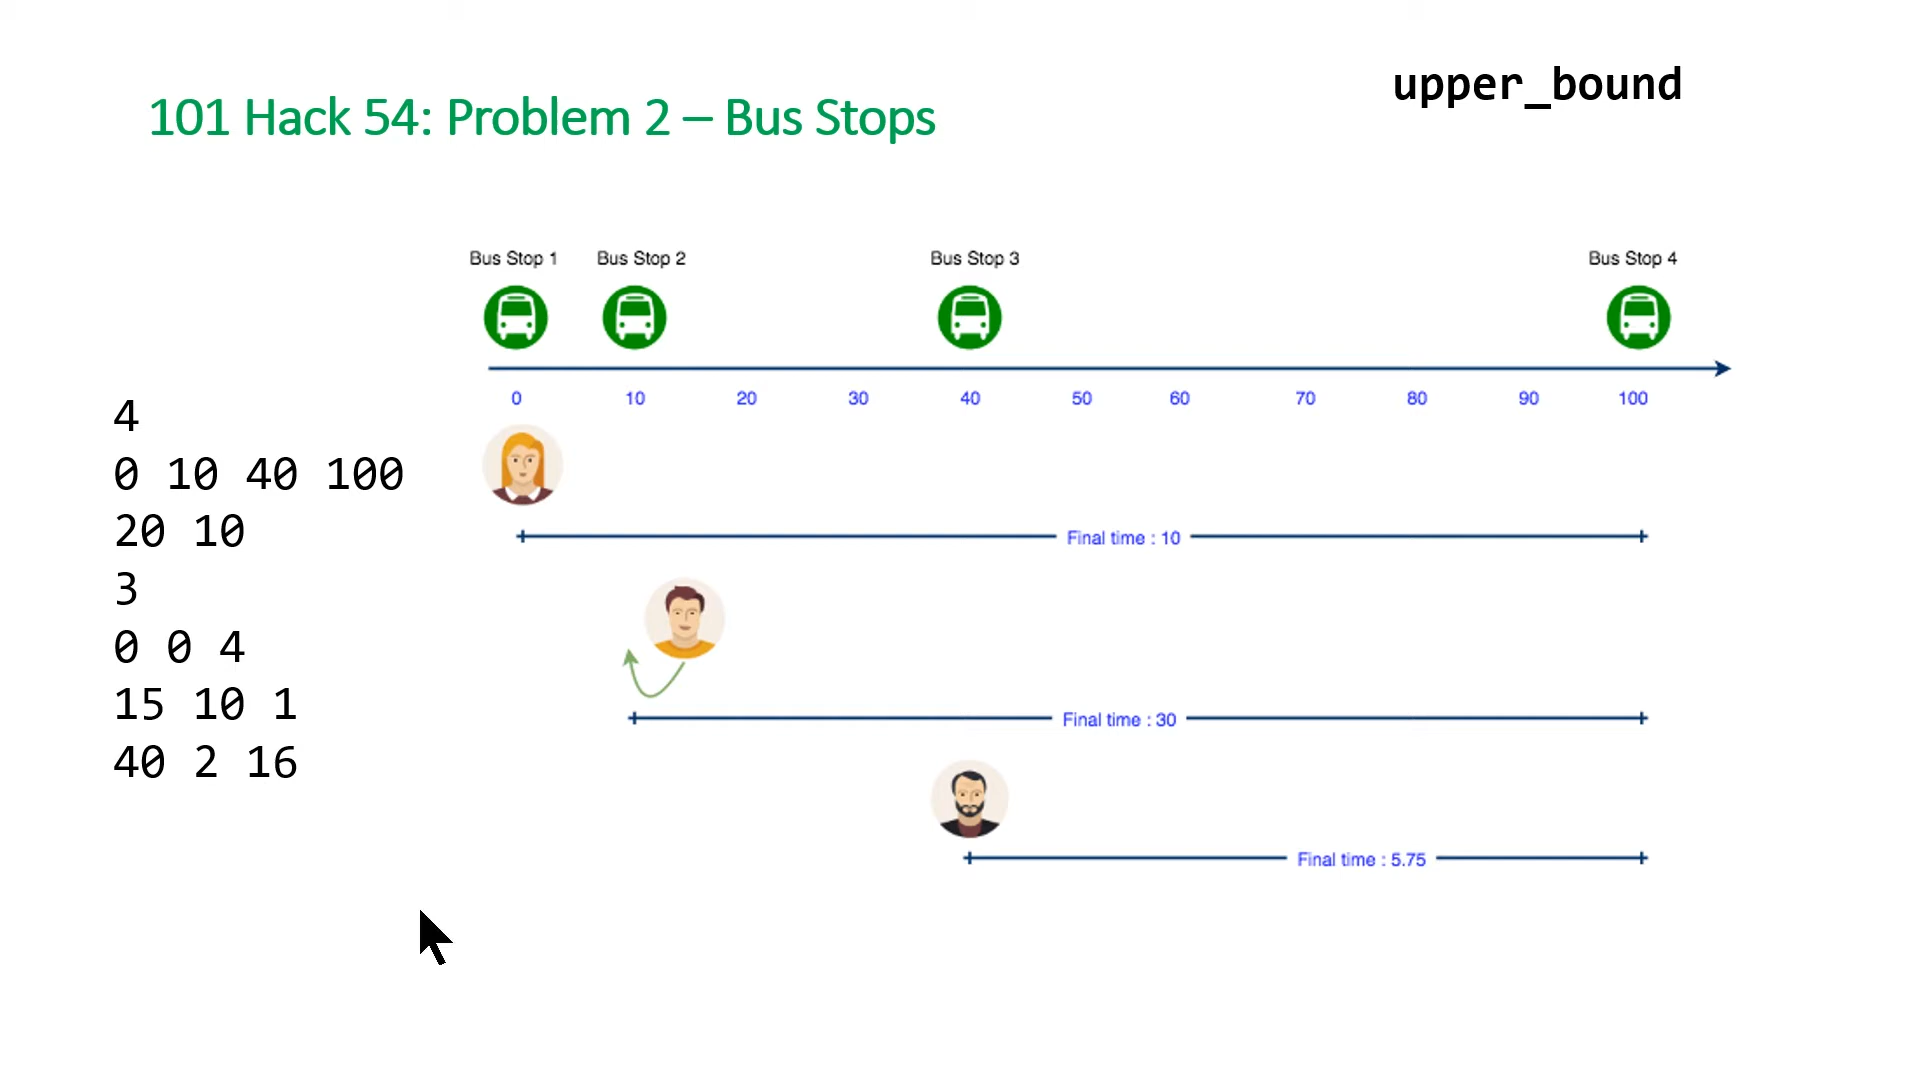 upper_bound
101 Hack 54: Problem 2 – Bus Stops
Bus Stop 1
Bus Stop 2
Bus Stop 3
Bus Stop 4
0 10 20 30 40 50 60 70 80 90 100
4
0 10 40 100
20 10
3
0 0 4
15 10 1
40 2 16
Final time : 10
Final time : 30
Final time : 5.75